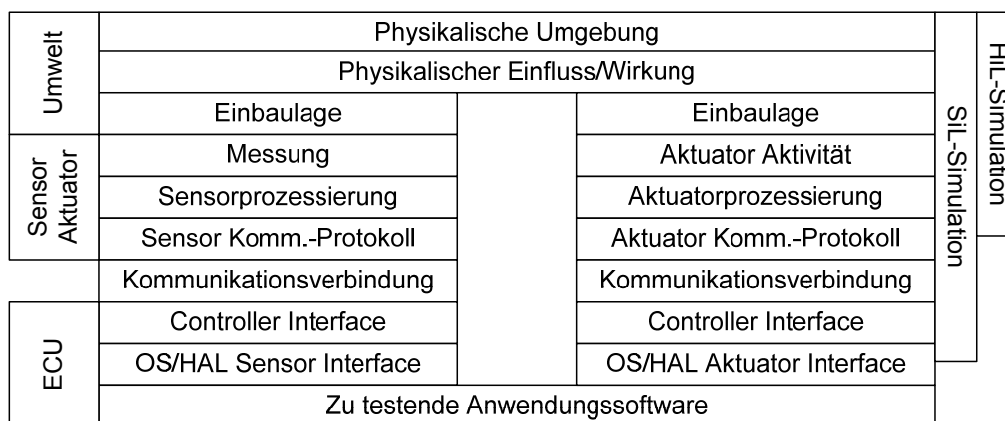 Umwelt
Physikalische Umgebung
Physikalischer Einfluss/Wirkung
Einbaulage
Einbaulage
Sensor
Aktuator
Messung
Aktuator Aktivität
Sensorprozessierung
Aktuatorprozessierung
Sensor Komm.-Protokoll
Aktuator Komm.-Protokoll
Kommunikationsverbindung
Kommunikationsverbindung
ECU
Controller Interface
Controller Interface
OS/HAL Sensor Interface
OS/HAL Aktuator Interface
Zu testende Anwendungssoftware
SiL-Simulation
HiL-Simulation